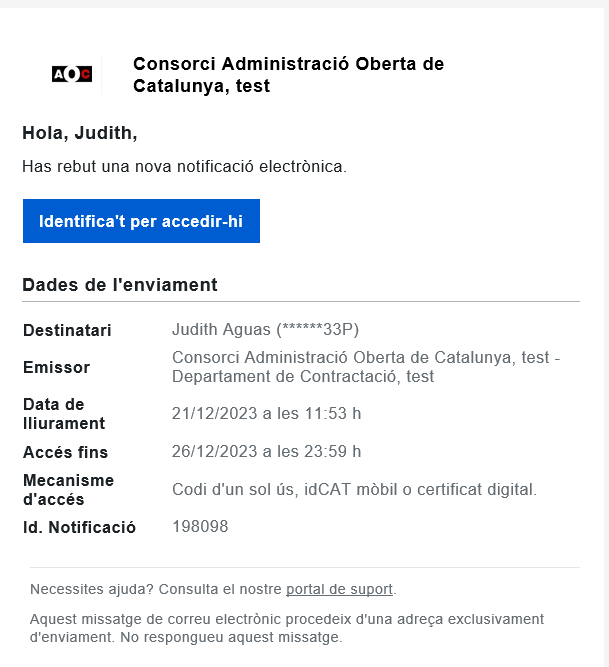 AOC
Consorci Administració Oberta de
Catalunya, test
Hola, Judith,
Has rebut una nova notificació electrònica.
Identifica't per accedir-hi
Dades de l'enviament
Destinatari Judith Aguas (******33P)
Emissor Consorci Administració Oberta de Catalunya, test -
Departament de Contractació, test
Data de
lliurament 21/12/2023 a les 11:53 h
Accés fins 26/12/2023 a les 23:59 h
Mecanisme
d'accés Codi d'un sol ús, idCAT mòbil o certificat digital.
Id. Notificació 198098
Necessites ajuda? Consulta el nostre portal de suport.
Aquest missatge de correu electrònic procedeix d'una adreça exclusivament
d'enviament. No respongueu aquest missatge.